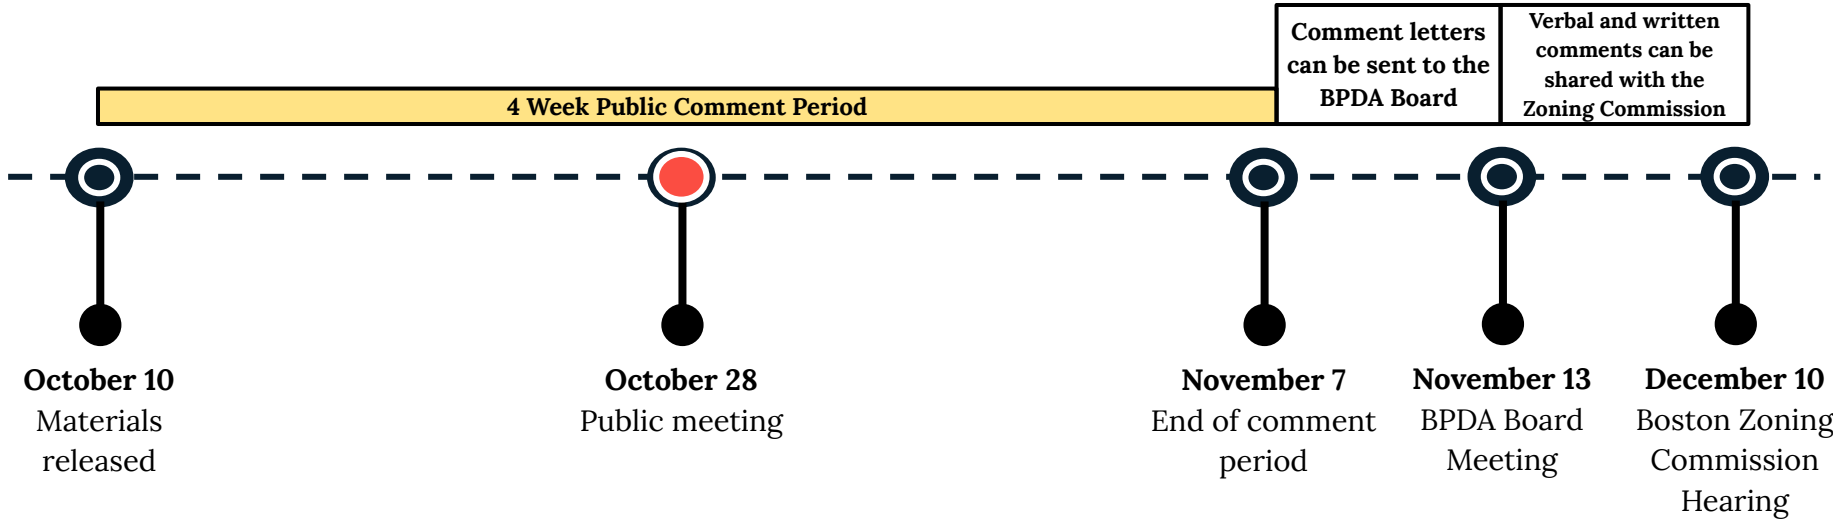 Comment letters
can be sent to the
BPDA Board
Verbal and written
comments can be
shared with the
Zoning Commission
4 Week Public Comment Period
October 10
Materials
released
October 28
Public meeting
November 7
End of comment
period
November 13
BPDA Board
Meeting
December 10
Boston Zoning
Commission
Hearing